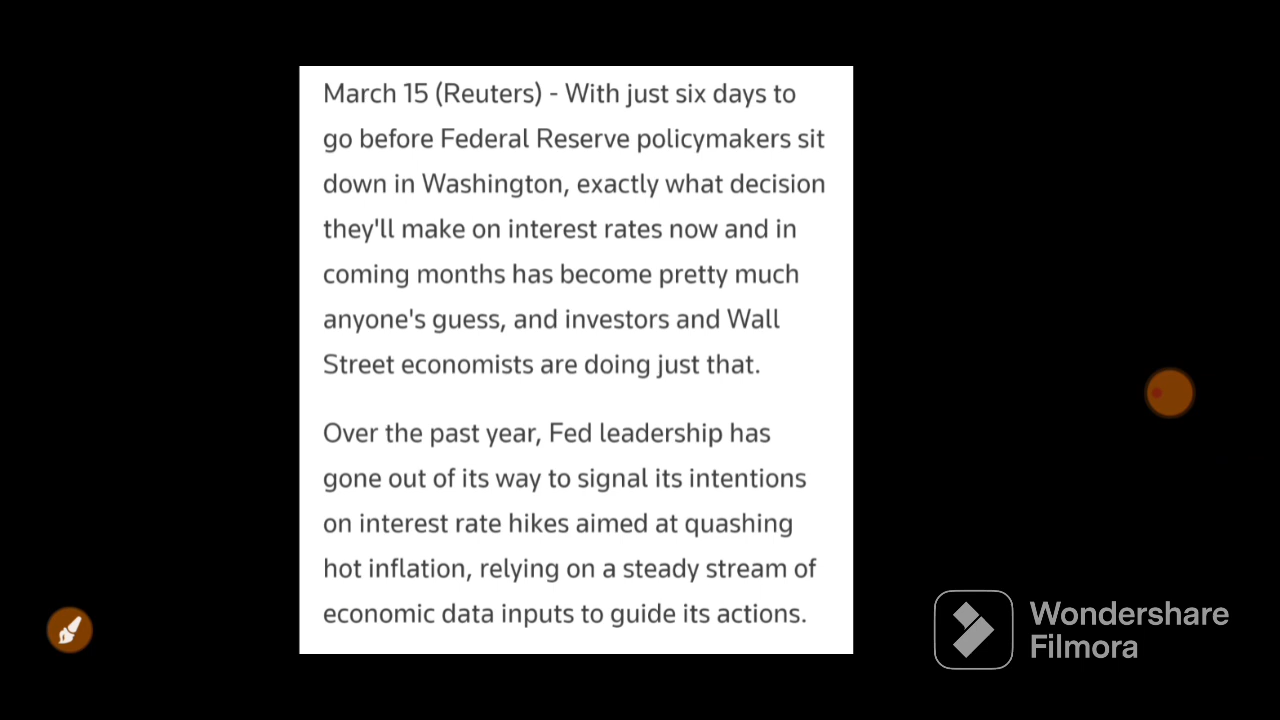 March 15 (Reuters) - With just six days to
go before Federal Reserve policymakers sit
down in Washington, exactly what decision
they'll make on interest rates now and in
coming months has become pretty much
anyone's guess, and investors and Wall
Street economists are doing just that.
Over the past year, Fed leadership has
gone out of its way to signal its intentions
on interest rate hikes aimed at quashing
hot inflation, relying on a steady stream of
economic data inputs to guide its actions.
Wondershare
Filmora